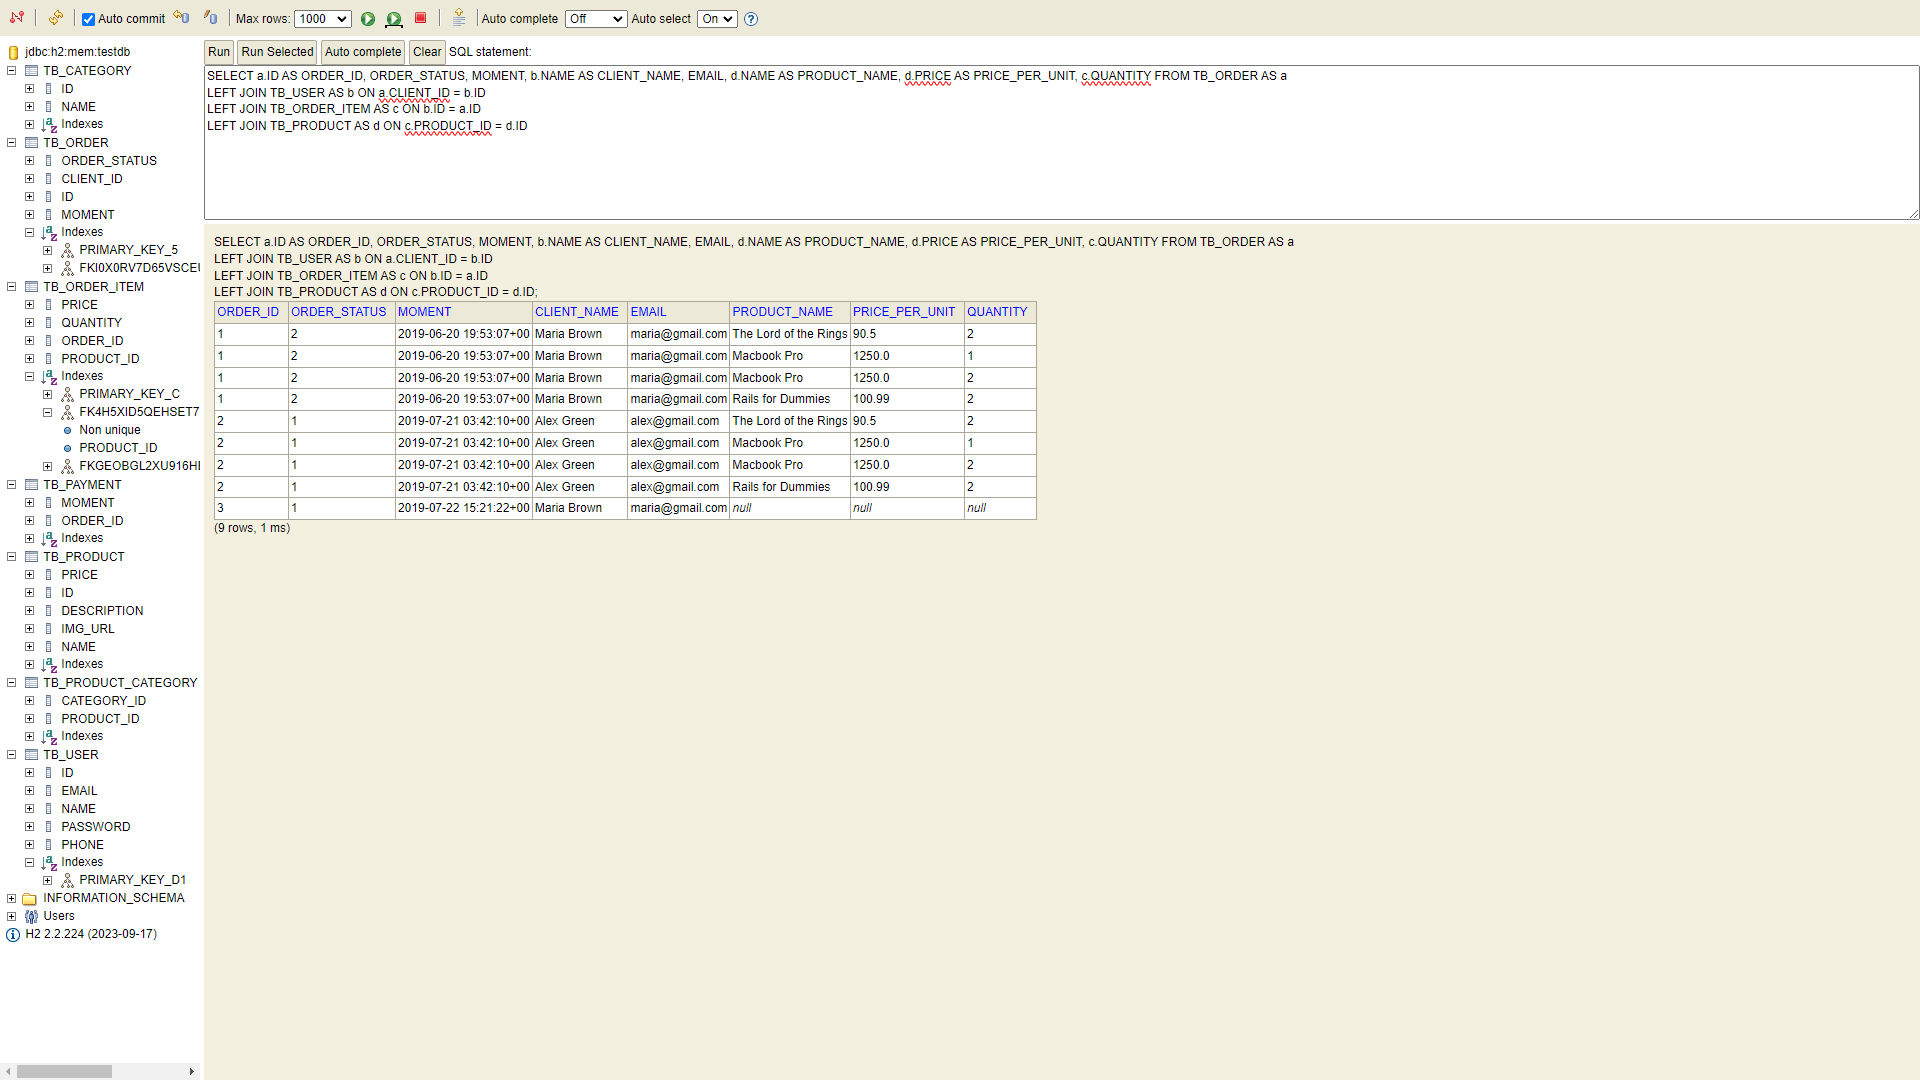 Auto commit Max rows: 1000 Auto complete Off Auto select On
jdbc:h2:mem:testdb
TB_CATEGORY
ID
NAME
Indexes
TB_ORDER
ORDER_STATUS
CLIENT_ID
ID
MOMENT
Indexes
PRIMARY_KEY_5
FKI0X0RV7D65VSCEU
TB_ORDER_ITEM
PRICE
QUANTITY
ORDER_ID
PRODUCT_ID
Indexes
PRIMARY_KEY_C
FK4H5XID5QEHSET7
Non unique
PRODUCT_ID
FKGEOBGL2XU916HI
TB_PAYMENT
MOMENT
ORDER_ID
Indexes
TB_PRODUCT
PRICE
ID
DESCRIPTION
IMG_URL
NAME
Indexes
TB_PRODUCT_CATEGORY
CATEGORY_ID
PRODUCT_ID
Indexes
TB_USER
ID
EMAIL
NAME
PASSWORD
PHONE
Indexes
PRIMARY_KEY_D1
INFORMATION_SCHEMA
Users
H2 2.2.224 (2023-09-17)
Run Run Selected Auto complete Clear SQL statement:
SELECT a.ID AS ORDER_ID, ORDER_STATUS, MOMENT, b.NAME AS CLIENT_NAME, EMAIL, d.NAME AS PRODUCT_NAME, d.PRICE AS PRICE_PER_UNIT, c.QUANTITY FROM TB_ORDER AS a
LEFT JOIN TB_USER AS b ON a.CLIENT_ID = b.ID
LEFT JOIN TB_ORDER_ITEM AS c ON b.ID = a.ID
LEFT JOIN TB_PRODUCT AS d ON c.PRODUCT_ID = d.ID
SELECT a.ID AS ORDER_ID, ORDER_STATUS, MOMENT, b.NAME AS CLIENT_NAME, EMAIL, d.NAME AS PRODUCT_NAME, d.PRICE AS PRICE_PER_UNIT, c.QUANTITY FROM TB_ORDER AS a
LEFT JOIN TB_USER AS b ON a.CLIENT_ID = b.ID
LEFT JOIN TB_ORDER_ITEM AS c ON b.ID = a.ID
LEFT JOIN TB_PRODUCT AS d ON c.PRODUCT_ID = d.ID;
ORDER_ID ORDER_STATUS MOMENT CLIENT_NAME EMAIL PRODUCT_NAME PRICE_PER_UNIT QUANTITY
1 2 2019-06-20 19:53:07+00 Maria Brown maria@gmail.com The Lord of the Rings 90.5 2
1 2 2019-06-20 19:53:07+00 Maria Brown maria@gmail.com Macbook Pro 1250.0 1
1 2 2019-06-20 19:53:07+00 Maria Brown maria@gmail.com Macbook Pro 1250.0 2
1 2 2019-06-20 19:53:07+00 Maria Brown maria@gmail.com Rails for Dummies 100.99 2
2 1 2019-07-21 03:42:10+00 Alex Green alex@gmail.com The Lord of the Rings 90.5 2
2 1 2019-07-21 03:42:10+00 Alex Green alex@gmail.com Macbook Pro 1250.0 1
2 1 2019-07-21 03:42:10+00 Alex Green alex@gmail.com Macbook Pro 1250.0 2
2 1 2019-07-21 03:42:10+00 Alex Green alex@gmail.com Rails for Dummies 100.99 2
3 1 2019-07-22 15:21:22+00 Maria Brown maria@gmail.com null null null
(9 rows, 1 ms)